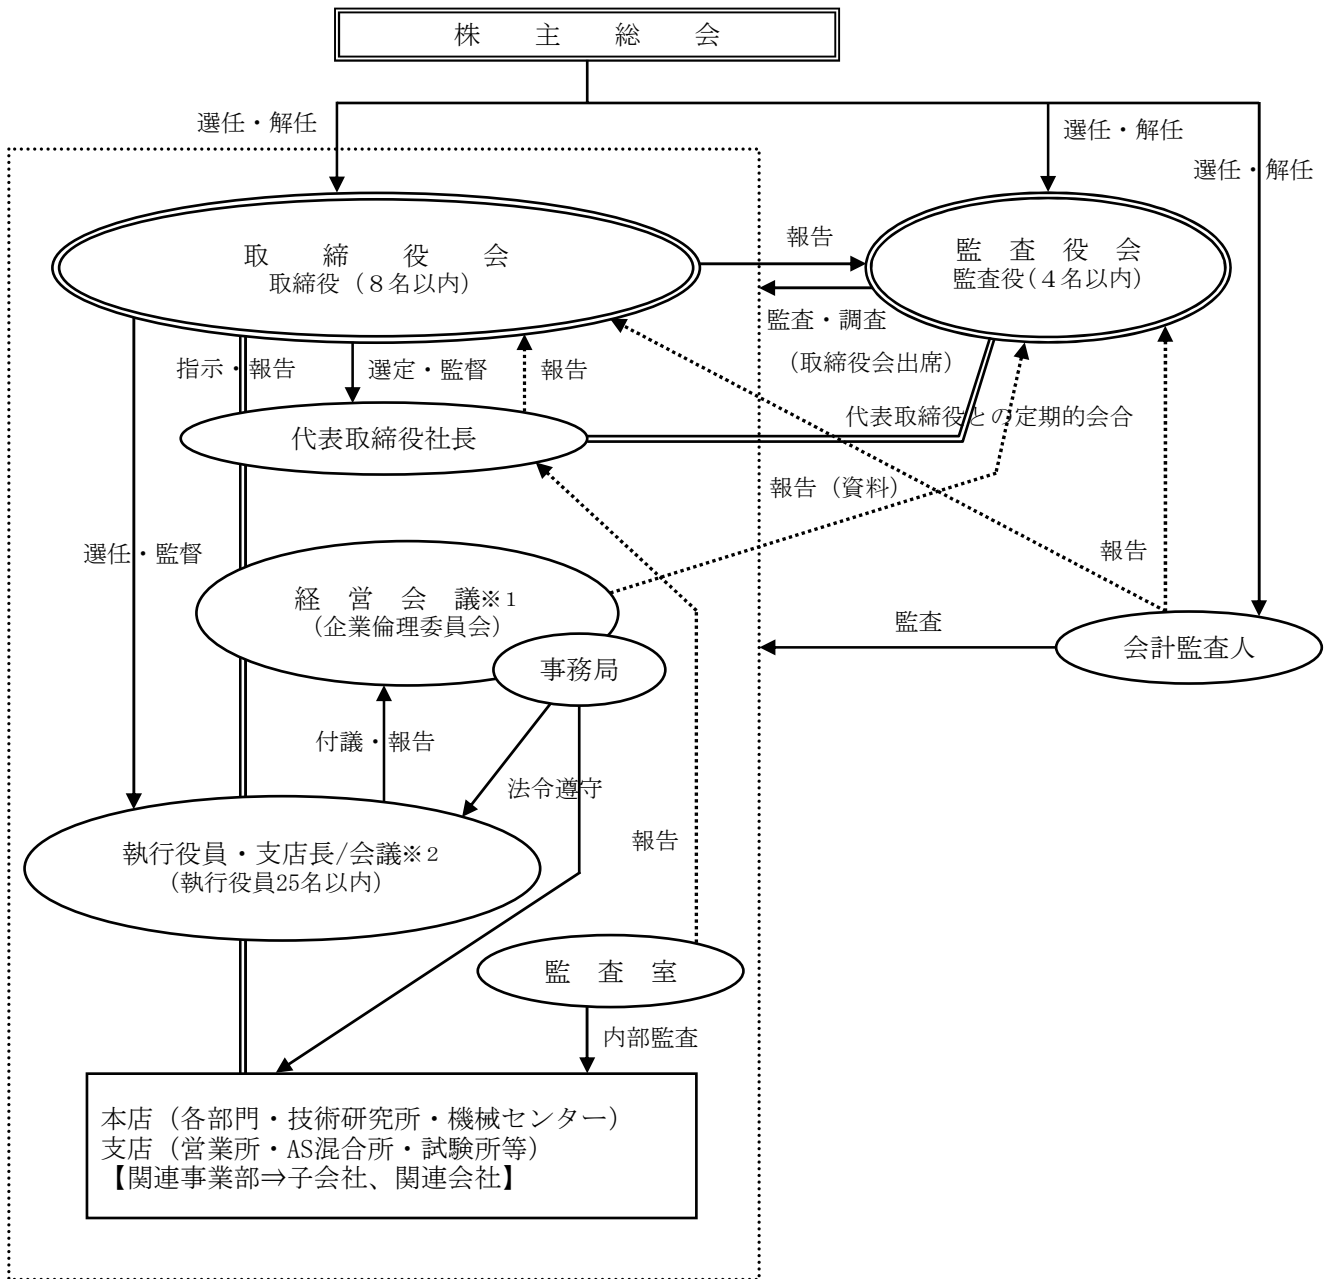 株　主　総　会
選任・解任
選任・解任
選任・解任
取　締　役　会
取締役（８名以内）
報告
監　査　役　会
監査役(４名以内)
監査・調査
（取締役会出席）
指示・報告
選定・監督
報告
代表取締役との定期的会合
代表取締役社長
報告（資料）
選任・監督
報告
経　営　会　議※１
（企業倫理委員会）
監査
会計監査人
事務局
付議・報告
法令遵守
報告
執行役員・支店長/会議※２
（執行役員25名以内）
監　査　室
内部監査
本店（各部門・技術研究所・機械センター）
支店（営業所・AS混合所・試験所等）
【関連事業部⇒子会社、関連会社】